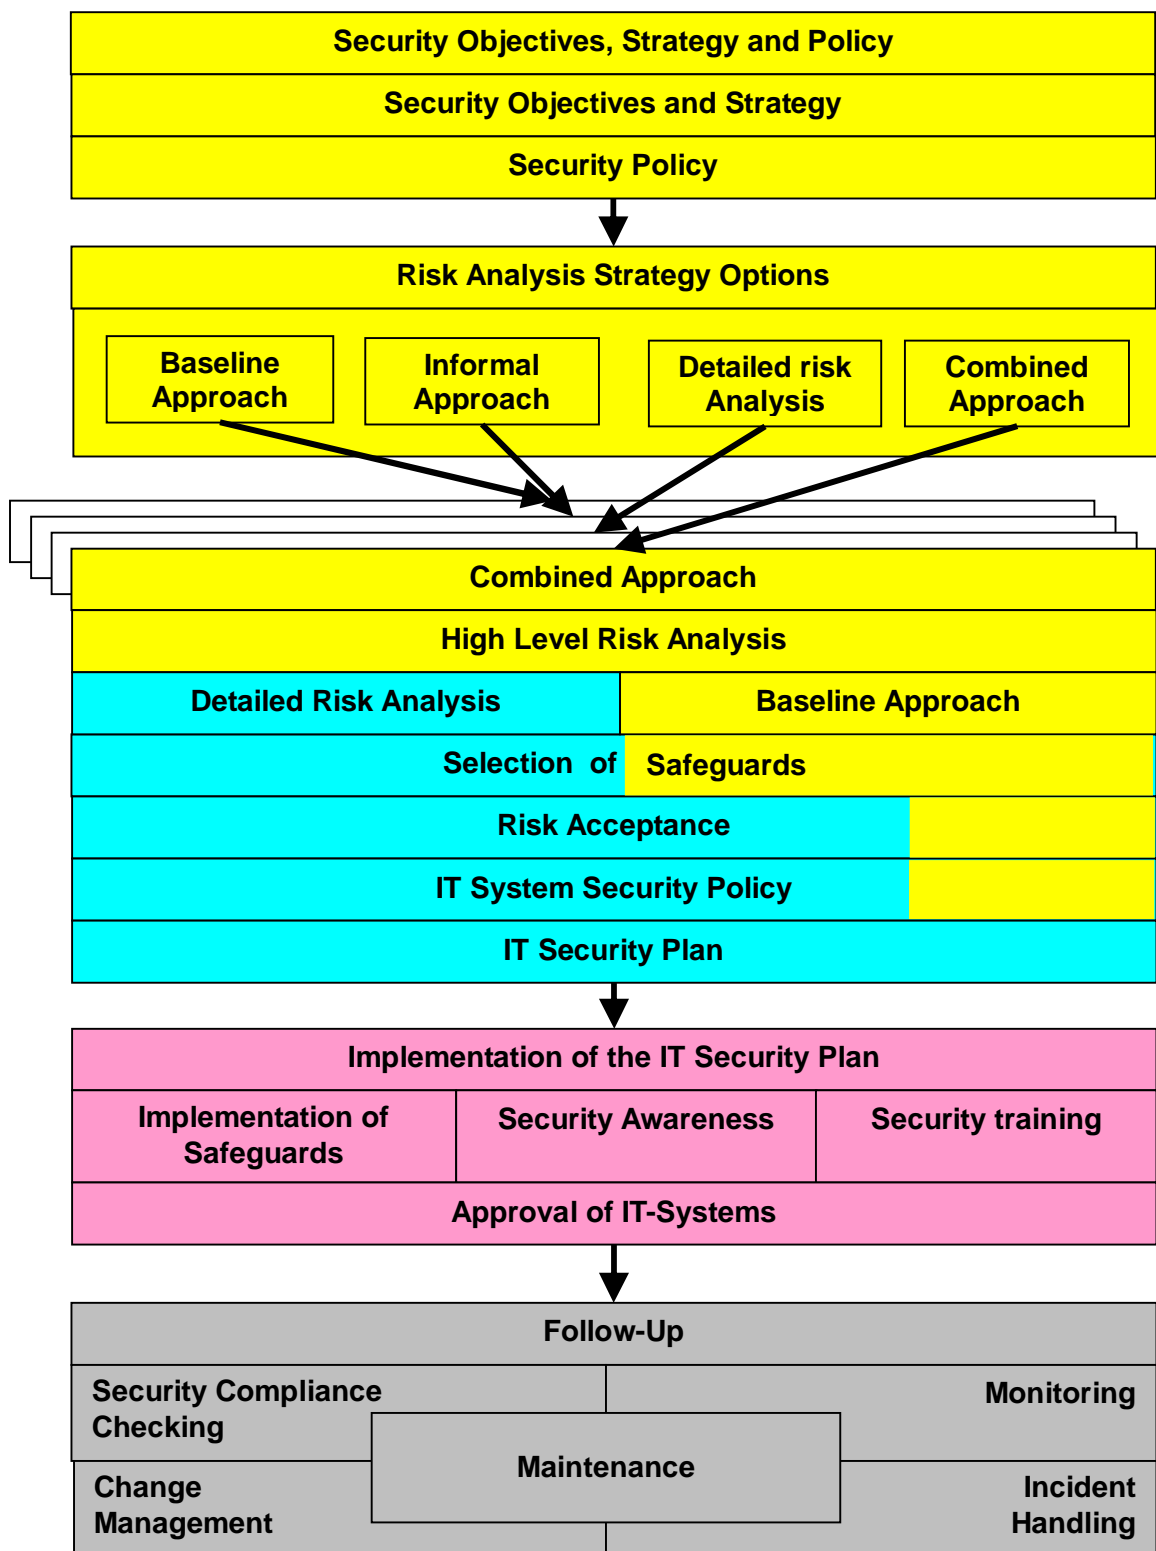 Security Objectives, Strategy and Policy
Security Objectives and Strategy
Security Policy
Risk Analysis Strategy Options
Baseline
Approach
Informal
Approach
Detailed risk
Analysis
Combined
Approach
Combined Approach
High Level Risk Analysis
Detailed Risk Analysis
Baseline Approach
Selection of Safeguards
Risk Acceptance
IT System Security Policy
IT Security Plan
Implementation of the IT Security Plan
Implementation of
Safeguards
Security Awareness
Security training
Approval of IT-Systems
Follow-Up
Security Compliance
Checking
Monitoring
Maintenance
Change
Management
Incident
Handling